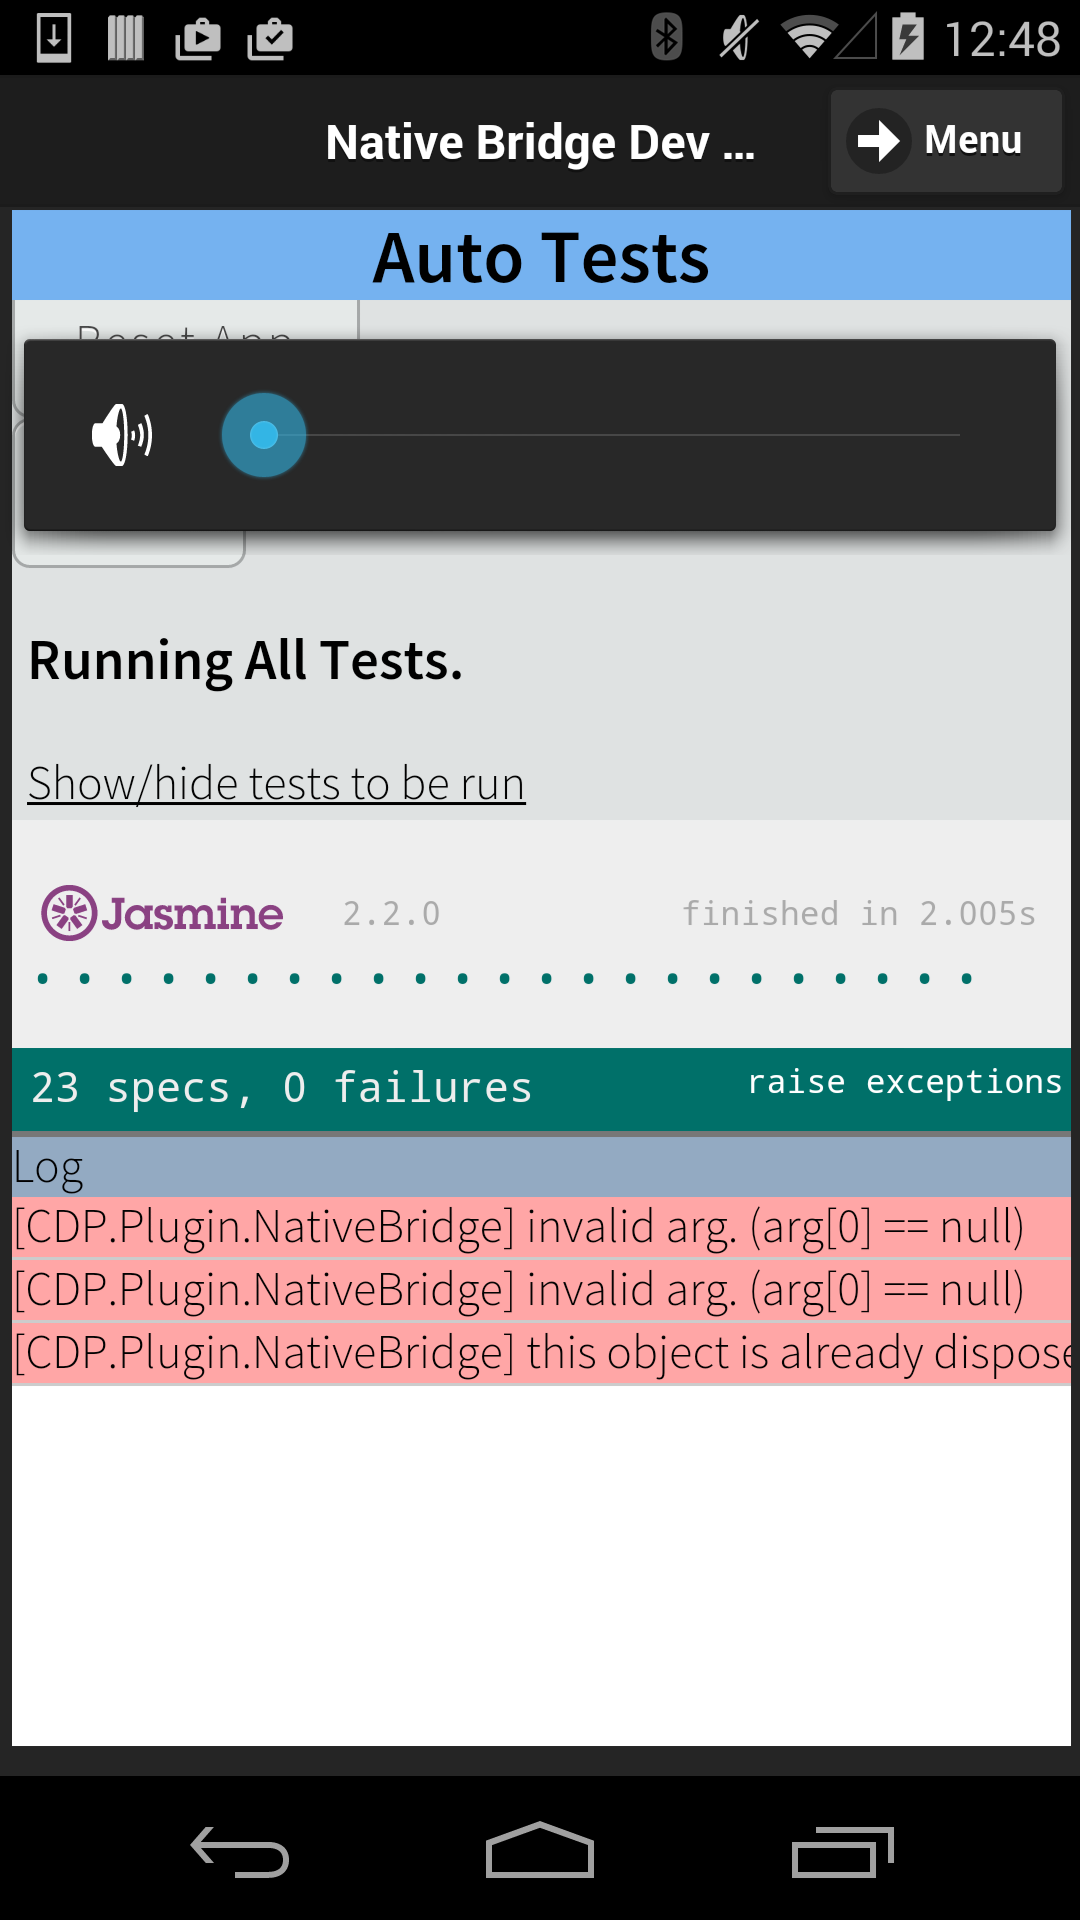 12:48
Native Bridge Dev ...
Menu
Auto Tests
Reset App
Running All Tests.
Show/hide tests to be run
Jasmine 2.2.0 finished in 2.005s
23 specs, 0 failures raise exceptions
Log
[CDP.Plugin.NativeBridge] invalid arg. (arg[0] == null)
[CDP.Plugin.NativeBridge] invalid arg. (arg[0] == null)
[CDP.Plugin.NativeBridge] this object is already dispose